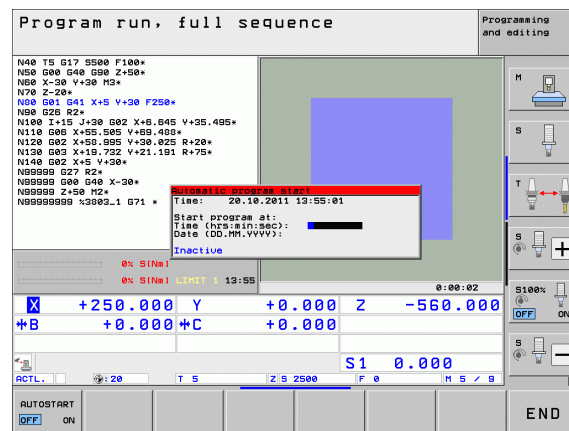 Program run, full sequence
Programming
and editing
N40 T5 G17 S500 F100*
N50 G00 G40 G90 Z+50*
N60 X-30 Y+30 M3*
N70 Z-20*
N80 G01 G41 X+5 Y+30 F250*
N90 G26 R2*
N100 I+15 J+30 G02 X+6.645 Y+35.495*
N110 G06 X+55.505 Y+69.488*
N120 G02 X+58.995 Y+30.025 R+20*
N130 G03 X+19.732 Y+21.191 R+75*
N140 G02 X+5 Y+30*
N99999 G27 R2*
N99999 G00 G40 X-30*
N99999 Z+50 M2*
N99999999 %3803_1 G71 *
Automatic program start
Time: 20.10.2011 13:55:01
Start program at:
Time (hrs:min:sec):
Date (DD.MM.YYYY):
Inactive
0% S[Nm]
0% S[Nm] LIMIT 1 13:55
0:00:02
X +250.000 Y +0.000 Z -560.000
B +0.000 C +0.000
S1 0.000
ACTL. : 20 T 5 Z S 2500 F 0 M 5 / 9
M
S
T
S
+
S100%
OFF ON
S
-
AUTOSTART
OFF ON
END